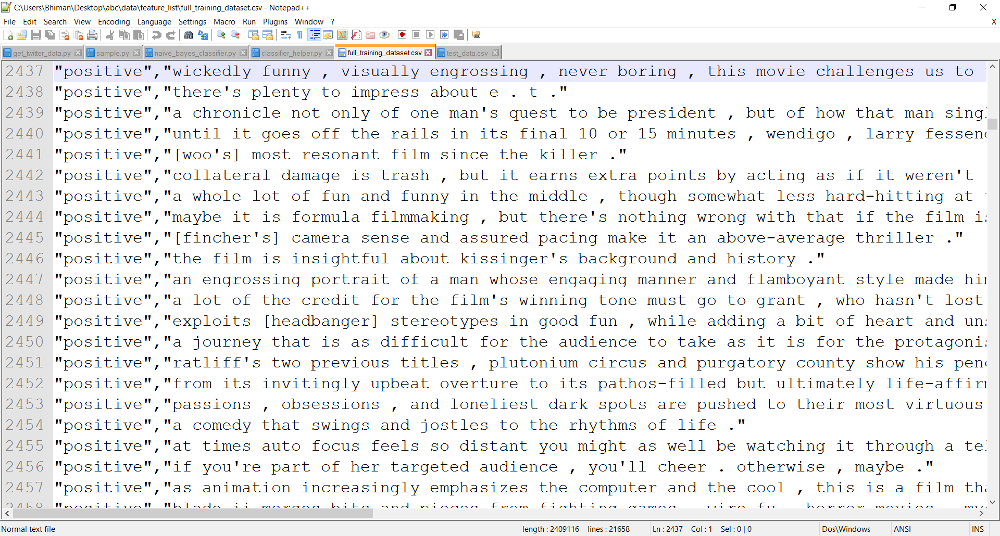 C:\Users\Bhiman\Desktop\abc\data\feature_list\full_training_dataset.csv - Notepad++
File Edit Search View Encoding Language Settings Macro Run Plugins Window ? X
get_twitter_data.py sample.py naive_bayes_classifier.py classifier_helper.py full_training_dataset.csv test_data.csv
2437 "positive","wickedly funny , visually engrossing , never boring , this movie challenges us to
2438 "positive","there's plenty to impress about e . t ."
2439 "positive","a chronicle not only of one man's quest to be president , but of how that man
2440 "positive","until it goes off the rails in its final 10 or 15 minutes , wendigo , larry
2441 "positive","[woo's] most resonant film since the killer ."
2442 "positive","collateral damage is trash , but it earns extra points by acting as if it weren't
2443 "positive","a whole lot of fun and funny in the middle , though somewhat less hard-hitting at
2444 "positive","maybe it is formula filmmaking , but there's nothing wrong with that if the film
2445 "positive","[fincher's] camera sense and assured pacing make it an above-average thriller ."
2446 "positive","the film is insightful about kissinger's background and history ."
2447 "positive","an engrossing portrait of a man whose engaging manner and flamboyant style made
2448 "positive","a lot of the credit for the film's winning tone must go to grant , who hasn't lost
2449 "positive","exploits [headbanger] stereotypes in good fun , while adding a bit of heart and
2450 "positive","a journey that is as difficult for the audience to take as it is for the
2451 "positive","ratliff's two previous titles , plutonium circus and purgatory county show his
2452 "positive","from its invitingly upbeat overture to its pathos-filled but ultimately
2453 "positive","passions , obsessions , and loneliest dark spots are pushed to their most virtuous
2454 "positive","a comedy that swings and jostles to the rhythms of life ."
2455 "positive","at times auto focus feels so distant you might as well be watching it through a
2456 "positive","if you're part of her targeted audience , you'll cheer . otherwise , maybe ."
2457 "positive","as animation increasingly emphasizes the computer and the cool , this is a film
2458 "positive","blade ii merges bits and pieces from fighting games , wire fu , horror movies ,
Normal text file length : 2409116 lines : 21658 Ln : 2437 Col : 1 Sel : 0 | 0 Dos\Windows ANSI INS